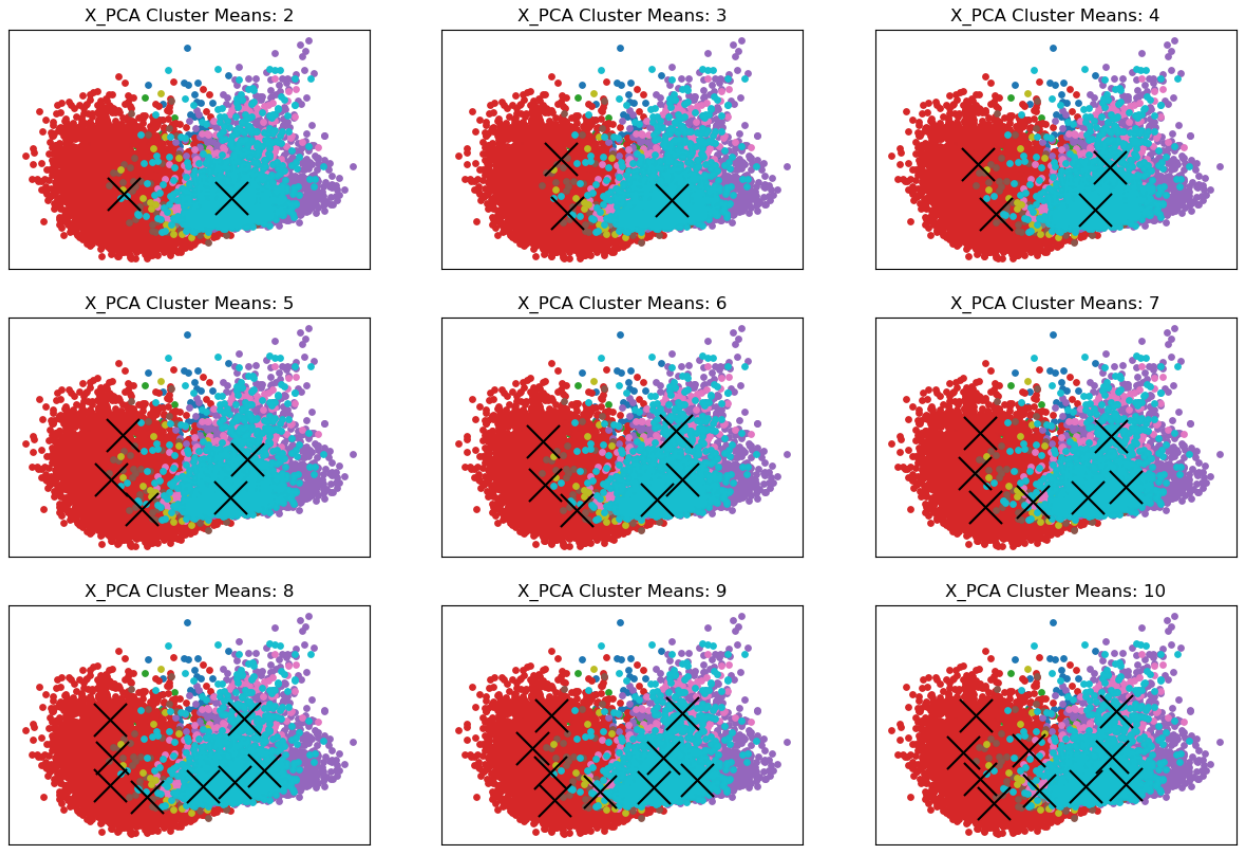 X_PCA Cluster Means: 2
X_PCA Cluster Means: 3
X_PCA Cluster Means: 4
X_PCA Cluster Means: 5
X_PCA Cluster Means: 6
X_PCA Cluster Means: 7
X_PCA Cluster Means: 8
X_PCA Cluster Means: 9
X_PCA Cluster Means: 10